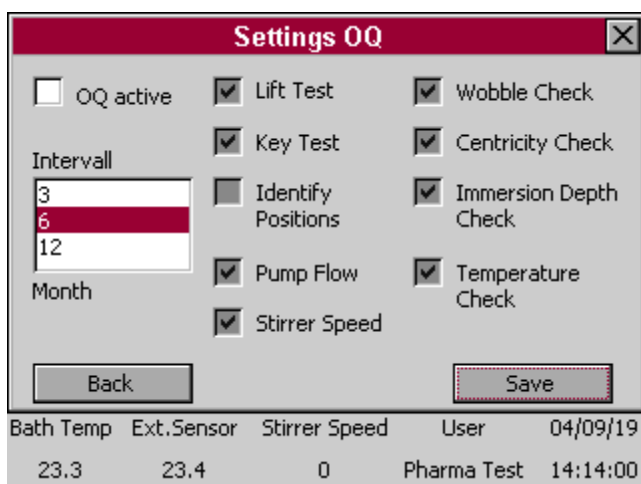 Settings OQ
OQ active
Lift Test
Wobble Check
Key Test
Centricity Check
Intervall
3
6
12
Month
Identify
Positions
Immersion Depth
Check
Pump Flow
Temperature
Check
Stirrer Speed
Back
Save
Bath Temp Ext.Sensor Stirrer Speed User 04/09/19
23.3 23.4 0 Pharma Test 14:14:00